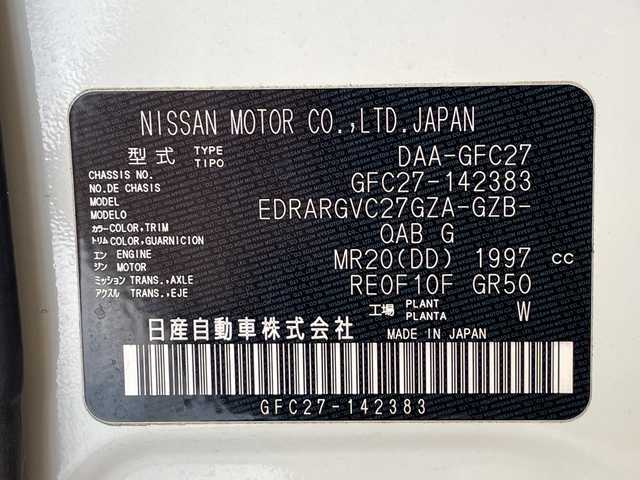 NISSAN MOTOR CO.,LTD.JAPAN
型式 TYPE TIPO DAA-GFC27
CHASSIS NO. NO.DE CHASIS GFC27-142383
MODEL MODELO EDRARGVC27GZA-GZB-
カラー COLOR,TRIM トリム COLOR,GUARNICION QAB G
エンジン ENGINE MOTOR MR20(DD) 1997 cc
ミッション TRANS.,AXLE アクスル TRANS.,EJE RE0F10F GR50
工場 PLANT PLANTA W
日産自動車株式会社 MADE IN JAPAN
GFC27-142383